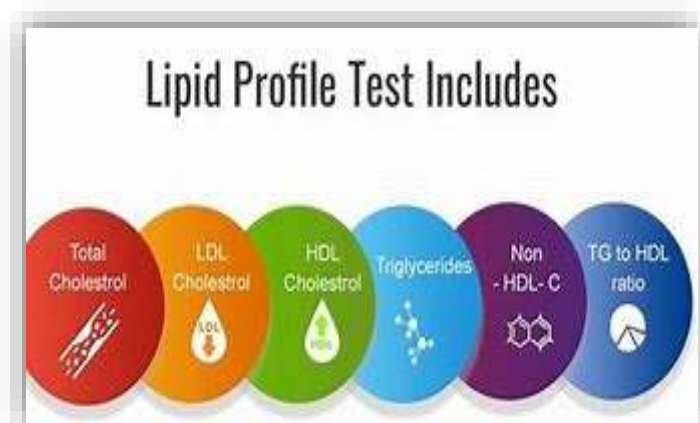 Lipid Profile Test Includes
Total
Cholestrol
LDL
Cholestrol
LDL
HDL
Cholestrol
HDL
Triglycerides
Non
- HDL- C
TG to HDL
ratio